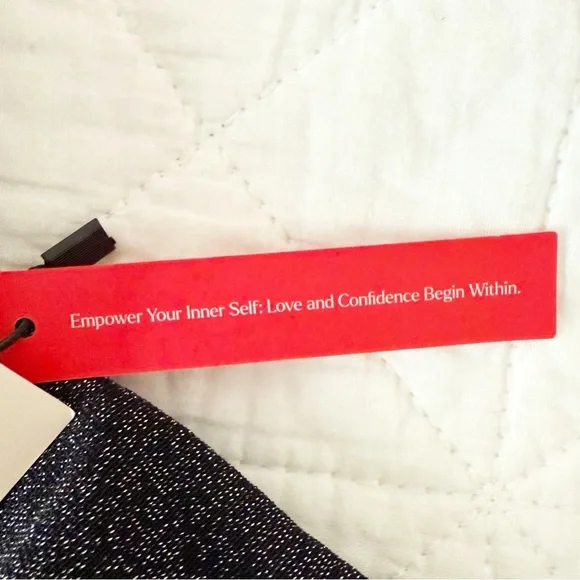 Empower Your Inner Self: Love and Confidence Begin Within.